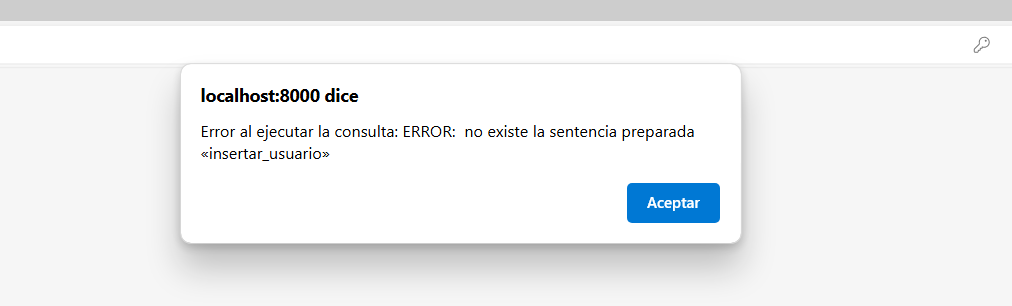 localhost:8000 dice
Error al ejecutar la consulta: ERROR:  no existe la sentencia preparada
«insertar_usuario»
Aceptar